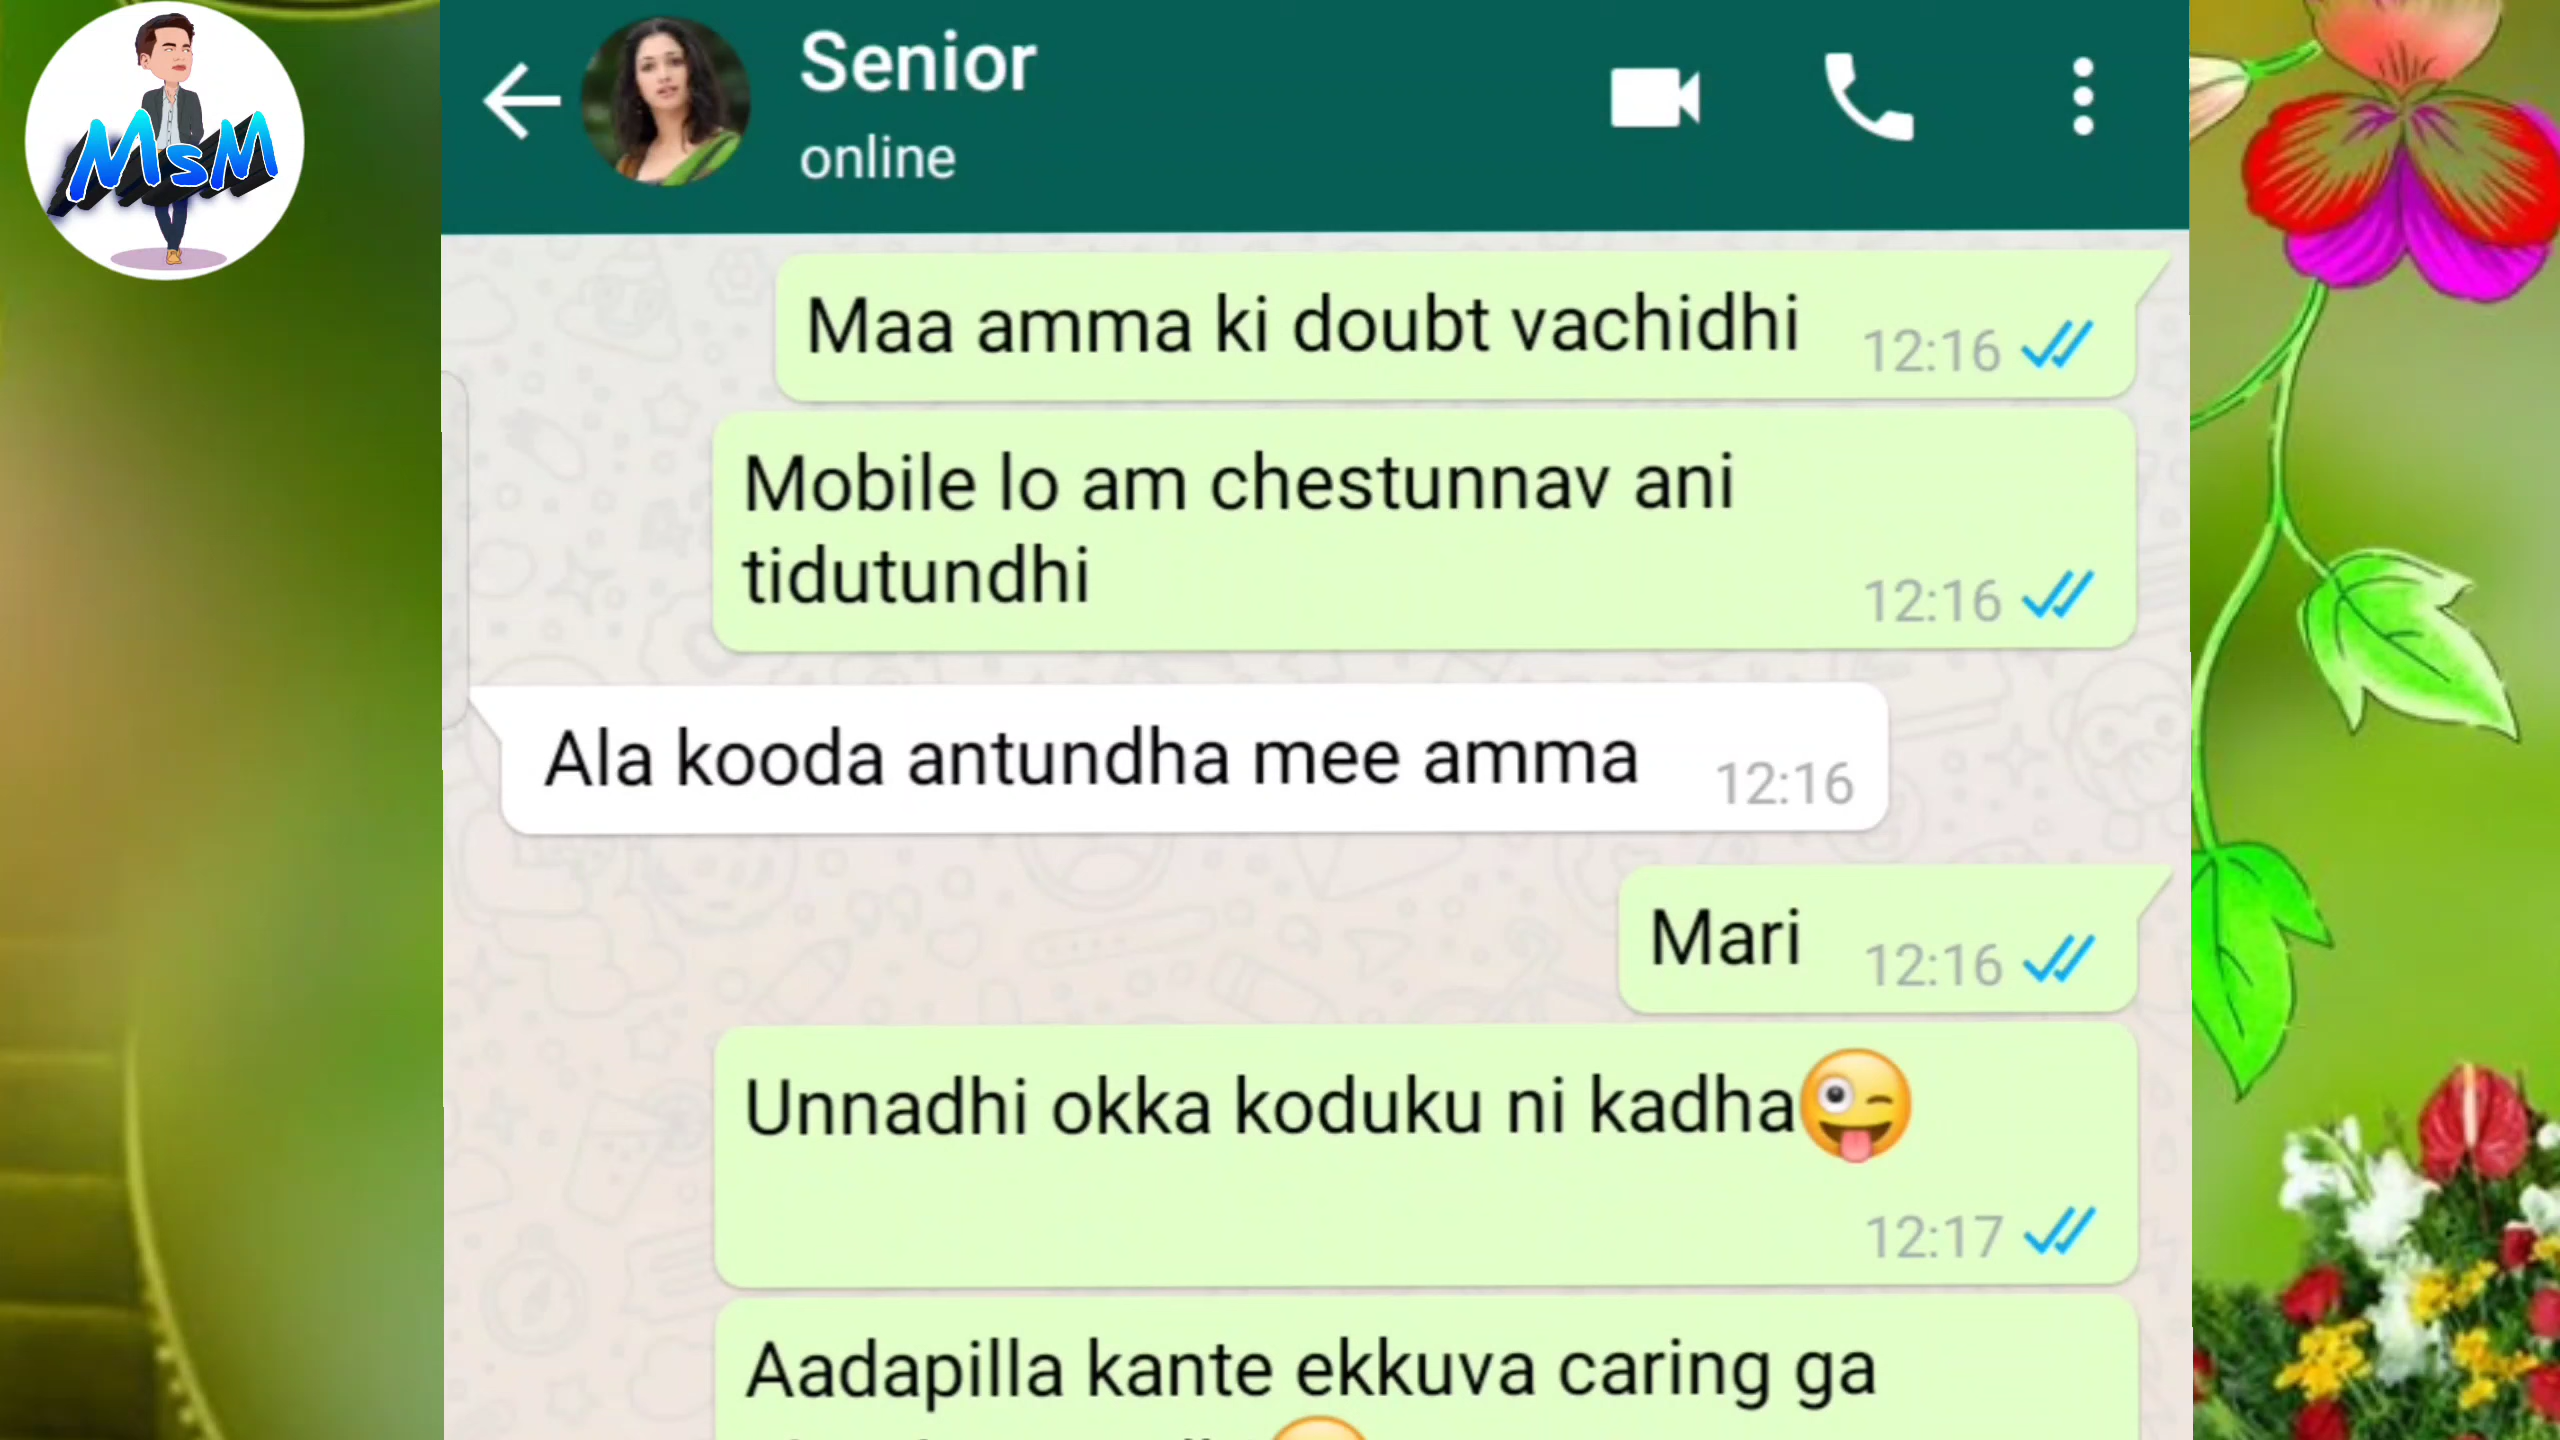 MSM
Senior
online
Maa amma ki doubt vachidhi
12:16
Mobile lo am chestunnav ani
tidutundhi
12:16
Ala kooda antundha mee amma
12:16
Mari
12:16
Unnadhi okka koduku ni kadha😜
12:17
Aadapilla kante ekkuva caring ga